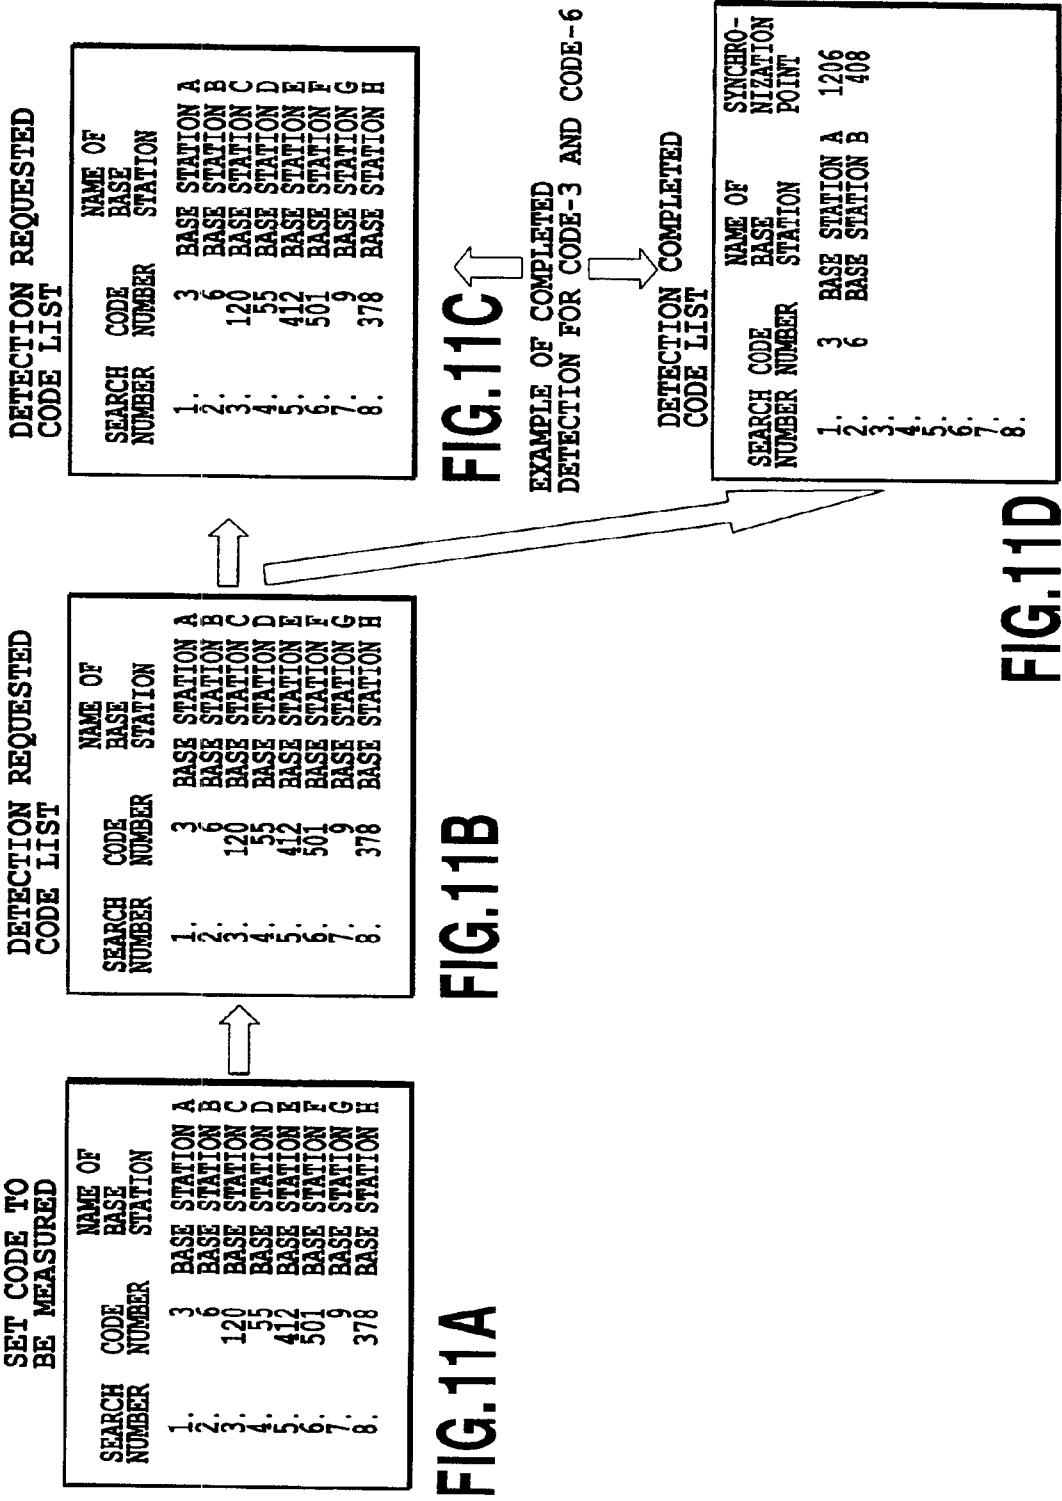 SET CODE TO
BE MEASURED
SEARCH CODE NAME OF
NUMBER NUMBER BASE
STATION
1. 3 BASE STATION A
2. 6 BASE STATION B
3. 120 BASE STATION C
4. 55 BASE STATION D
5. 412 BASE STATION E
6. 501 BASE STATION F
7. 9 BASE STATION G
8. 378 BASE STATION H
FIG.11A
DETECTION REQUESTED
CODE LIST
SEARCH CODE NAME OF
NUMBER NUMBER BASE
STATION
1. 3 BASE STATION A
2. 6 BASE STATION B
3. 120 BASE STATION C
4. 55 BASE STATION D
5. 412 BASE STATION E
6. 501 BASE STATION F
7. 9 BASE STATION G
8. 378 BASE STATION H
FIG.11B
DETECTION REQUESTED
CODE LIST
SEARCH CODE NAME OF
NUMBER NUMBER BASE
STATION
1. 3 BASE STATION A
2. 6 BASE STATION B
3. 120 BASE STATION C
4. 55 BASE STATION D
5. 412 BASE STATION E
6. 501 BASE STATION F
7. 9 BASE STATION G
8. 378 BASE STATION H
FIG.11C
EXAMPLE OF COMPLETED
DETECTION FOR CODE-3 AND CODE-6
DETECTION COMPLETED
CODE LIST
SEARCH CODE NAME OF SYNCHRO-
NUMBER NUMBER BASE NIZATION
STATION POINT
1. 3 BASE STATION A 1206
2. 6 BASE STATION B 408
3.
4.
5.
6.
7.
8.
FIG.11D